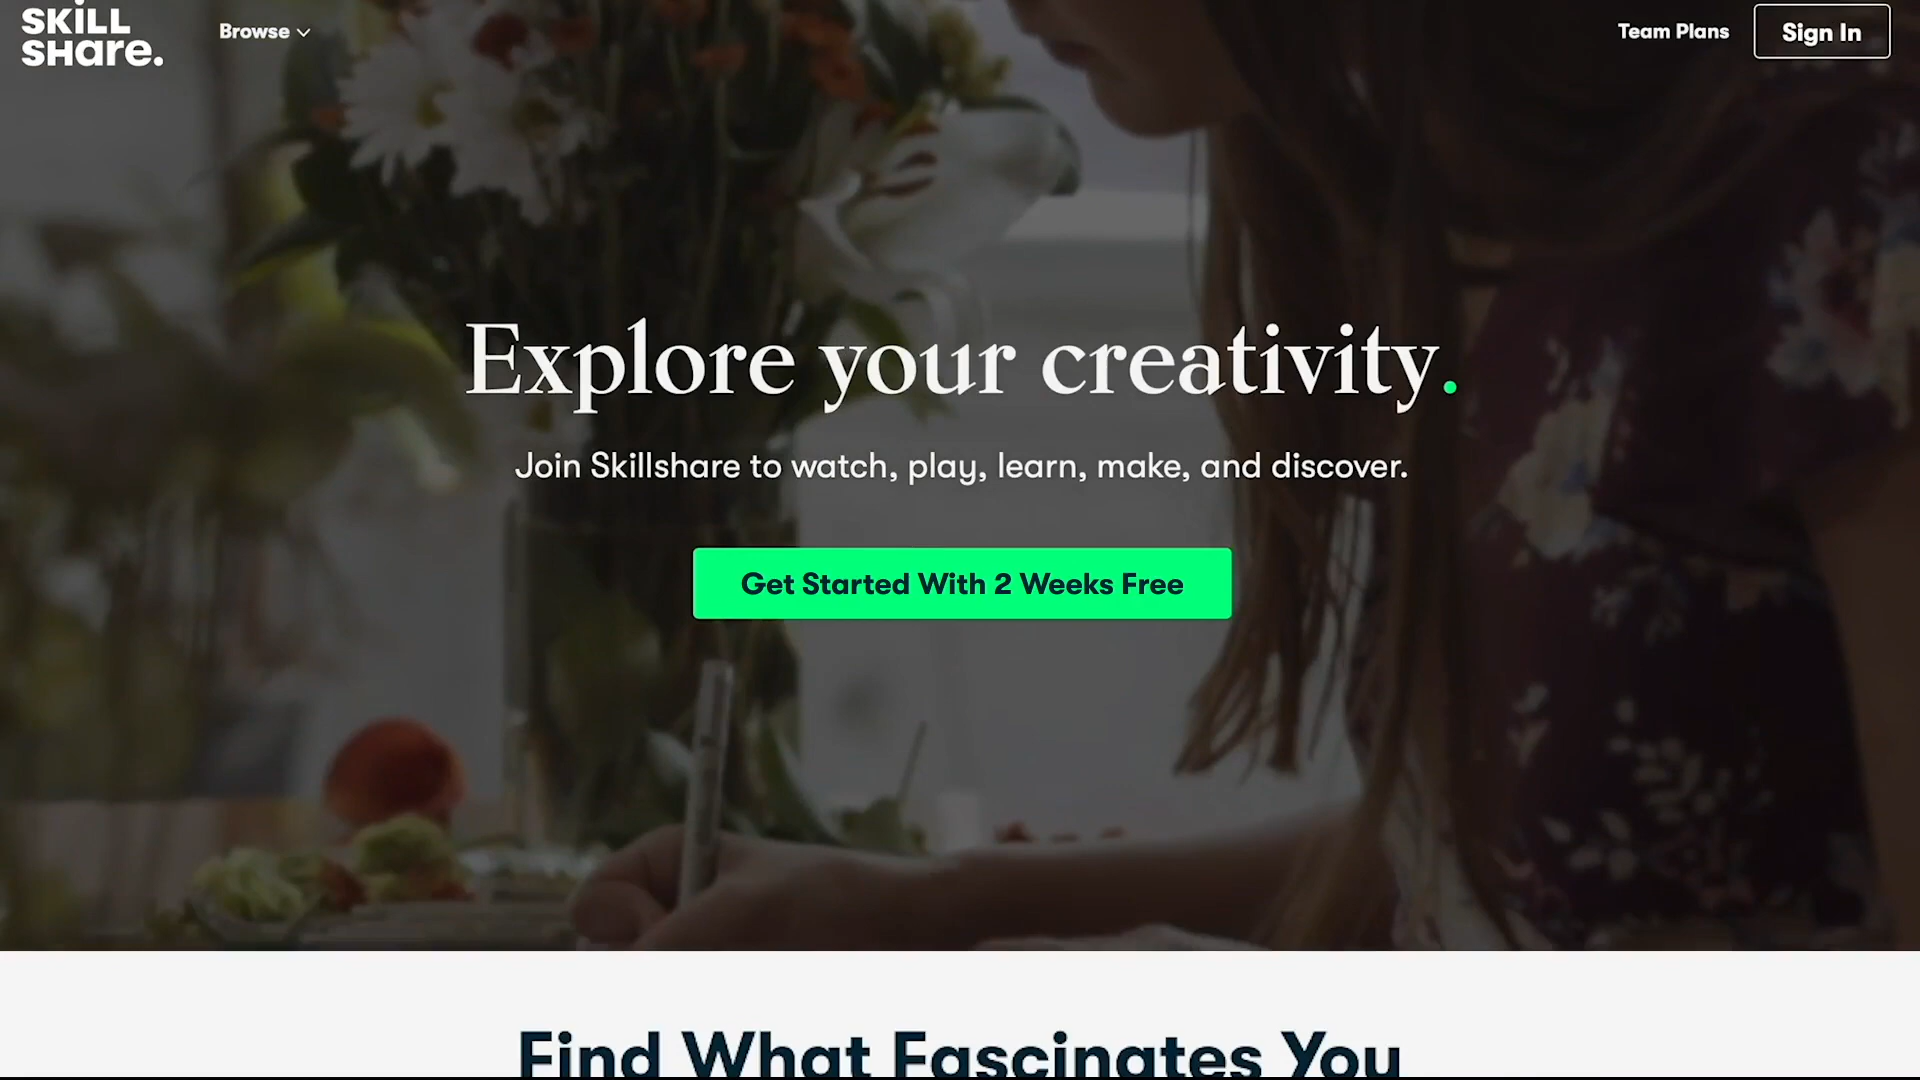 SKILL
SHare.
Browse
Team Plans
Sign In
Explore your creativity.
Join Skillshare to watch, play, learn, make, and discover.
Get Started With 2 Weeks Free
Find What Fascinates You